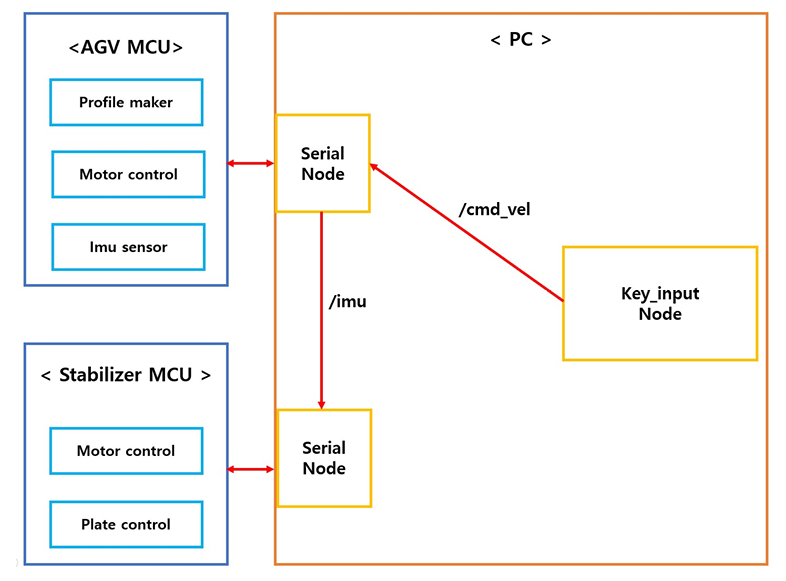 <AGV MCU>
Profile maker
Motor control
Imu sensor
< Stabilizer MCU >
Motor control
Plate control
< PC >
Serial
Node
/cmd_vel
Key_input
Node
/imu
Serial
Node